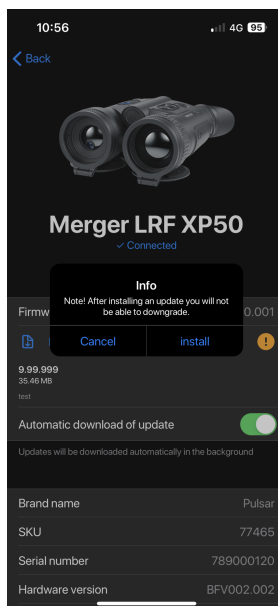 10:56
4G 95
Back
Merger LRF XP50
Connected
Info
Note! After installing an update you will not
be able to downgrade.
Cancel
install
Firmw
0.001
9.99.999
35.46 MB
test
Automatic download of update
Updates will be downloaded automatically in the background
Brand name
Pulsar
SKU
77465
Serial number
789000120
Hardware version
BFV002.002